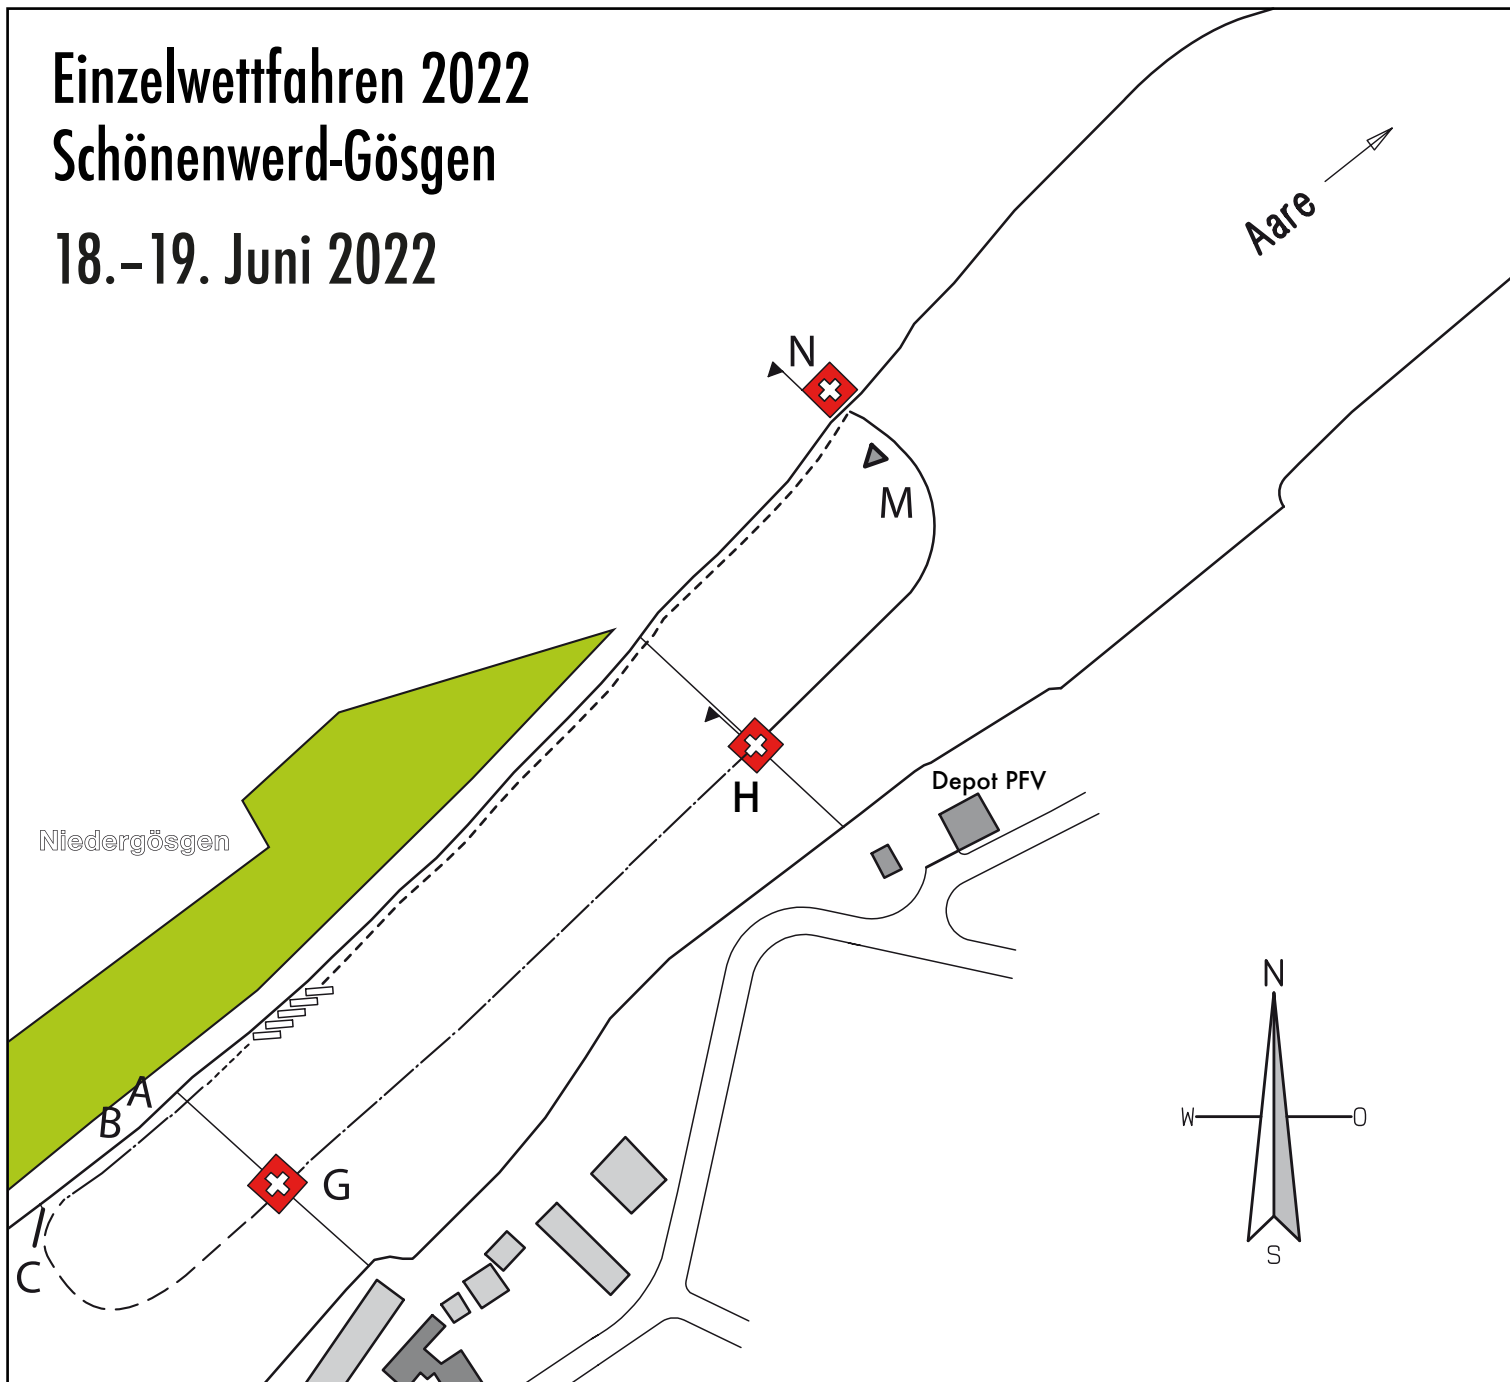 Einzelwettfahren 2022
Schönenwerd-Gösgen
18.–19. Juni 2022
Aare
N
M
H
Depot PFV
Niedergösgen
A
B
G
C
N
W
O
S